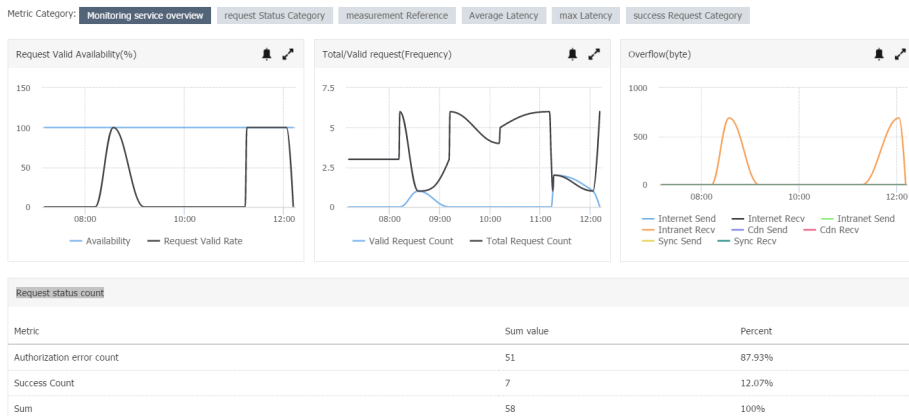 Metric Category: Monitoring service overview request Status Category measurement Reference Average Latency max Latency success Request Category
Request Valid Availability(%)
150
100
50
0
08:00 10:00 12:00
Availability Request Valid Rate
Total/Valid request(Frequency)
7.5
5
2.5
0
08:00 09:00 10:00 11:00 12:00
Valid Request Count Total Request Count
Overflow(byte)
1000
500
0
08:00 10:00 12:00
Internet Send Internet Recv Intranet Send
Intranet Recv Cdn Send Cdn Recv
Sync Send Sync Recv
Request status count
Metric Sum value Percent
Authorization error count 51 87.93%
Success Count 7 12.07%
Sum 58 100%